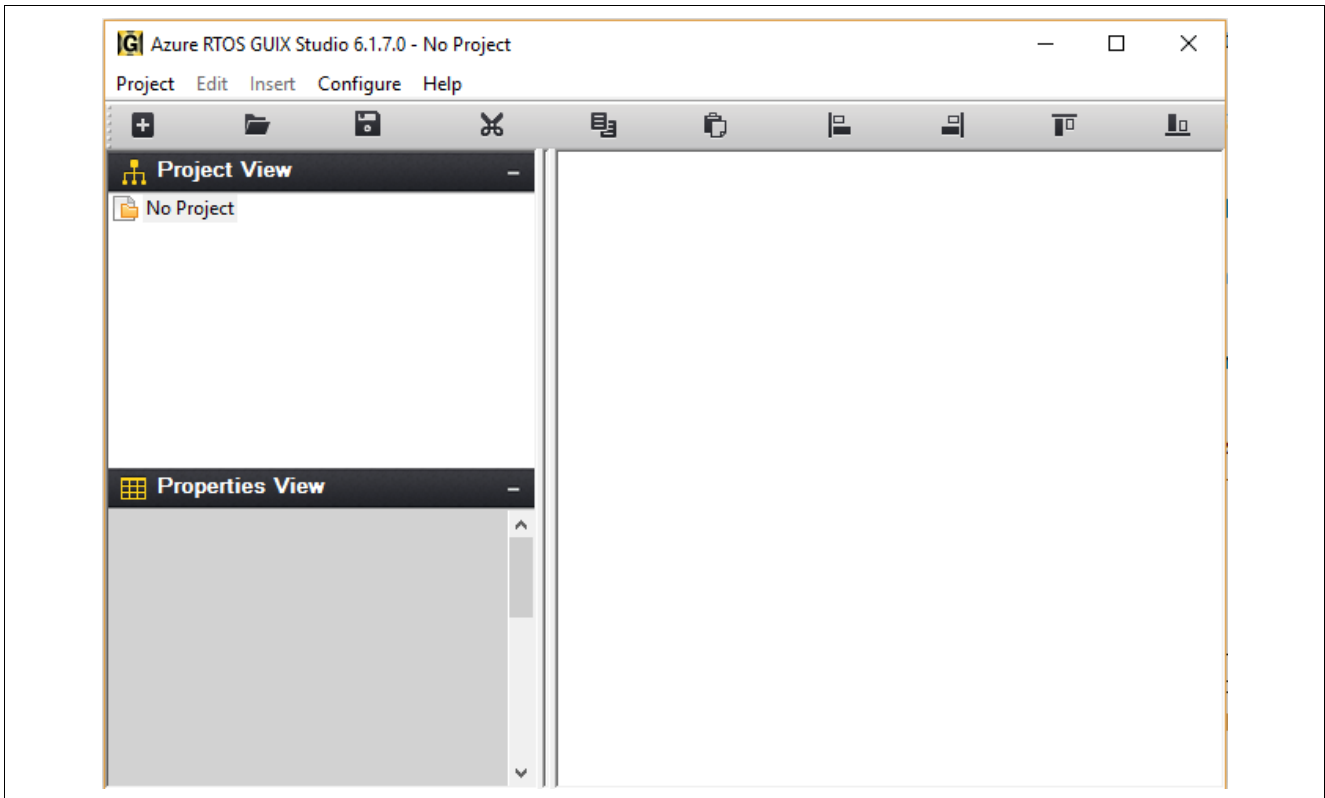 Azure RTOS GUIX Studio 6.1.7.0 - No Project
Project Edit Insert Configure Help
Project View
No Project
Properties View